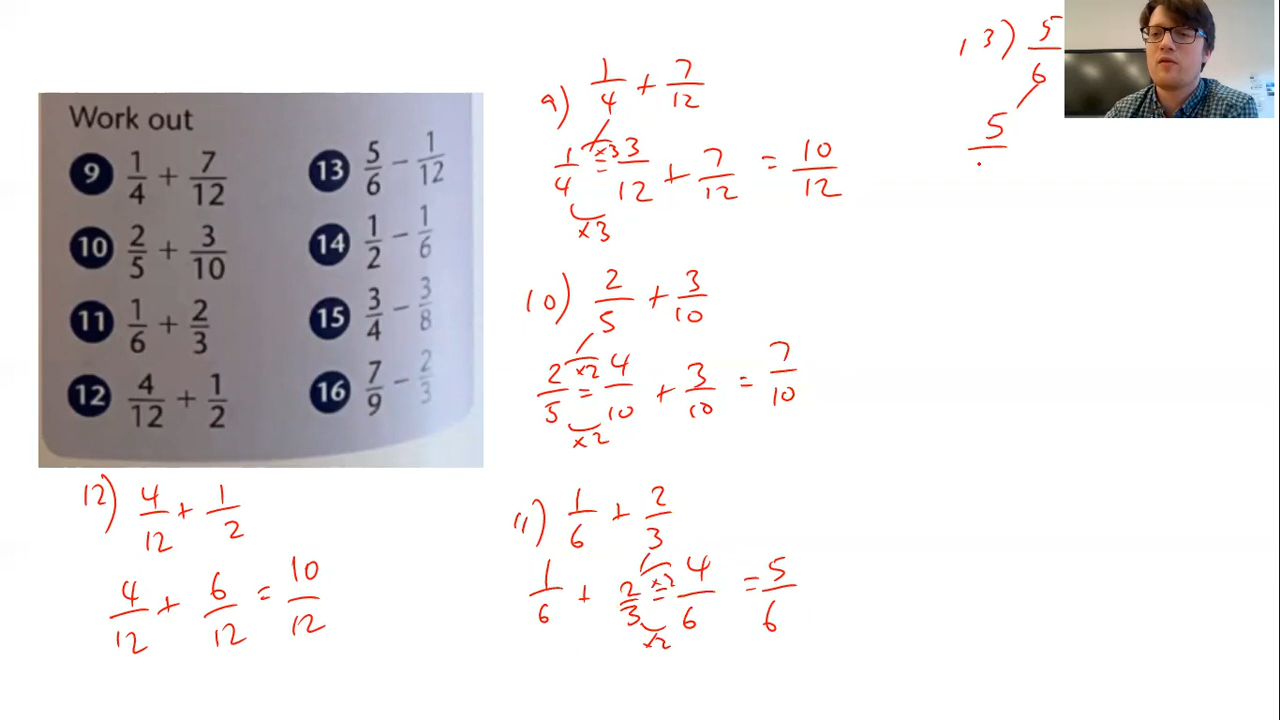 Work out
9 1/4 + 7/12
10 2/5 + 3/10
11 1/6 + 2/3
12 4/12 + 1/2
13 5/6 − 1/12
14 1/2 − 1/6
15 3/4 − 3/8
16 7/9 − 2/3
9) 1/4 + 7/12
1/4 = 3/12 + 7/12 = 10/12
×3
×3
10) 2/5 + 3/10
2/5 = 4/10 + 3/10 = 7/10
×2
×2
11) 1/6 + 2/3
1/6 + 2/3 = 4/6 = 5/6
×2
×2
12) 4/12 + 1/2
4/12 + 6/12 = 10/12
13) 5/6
5